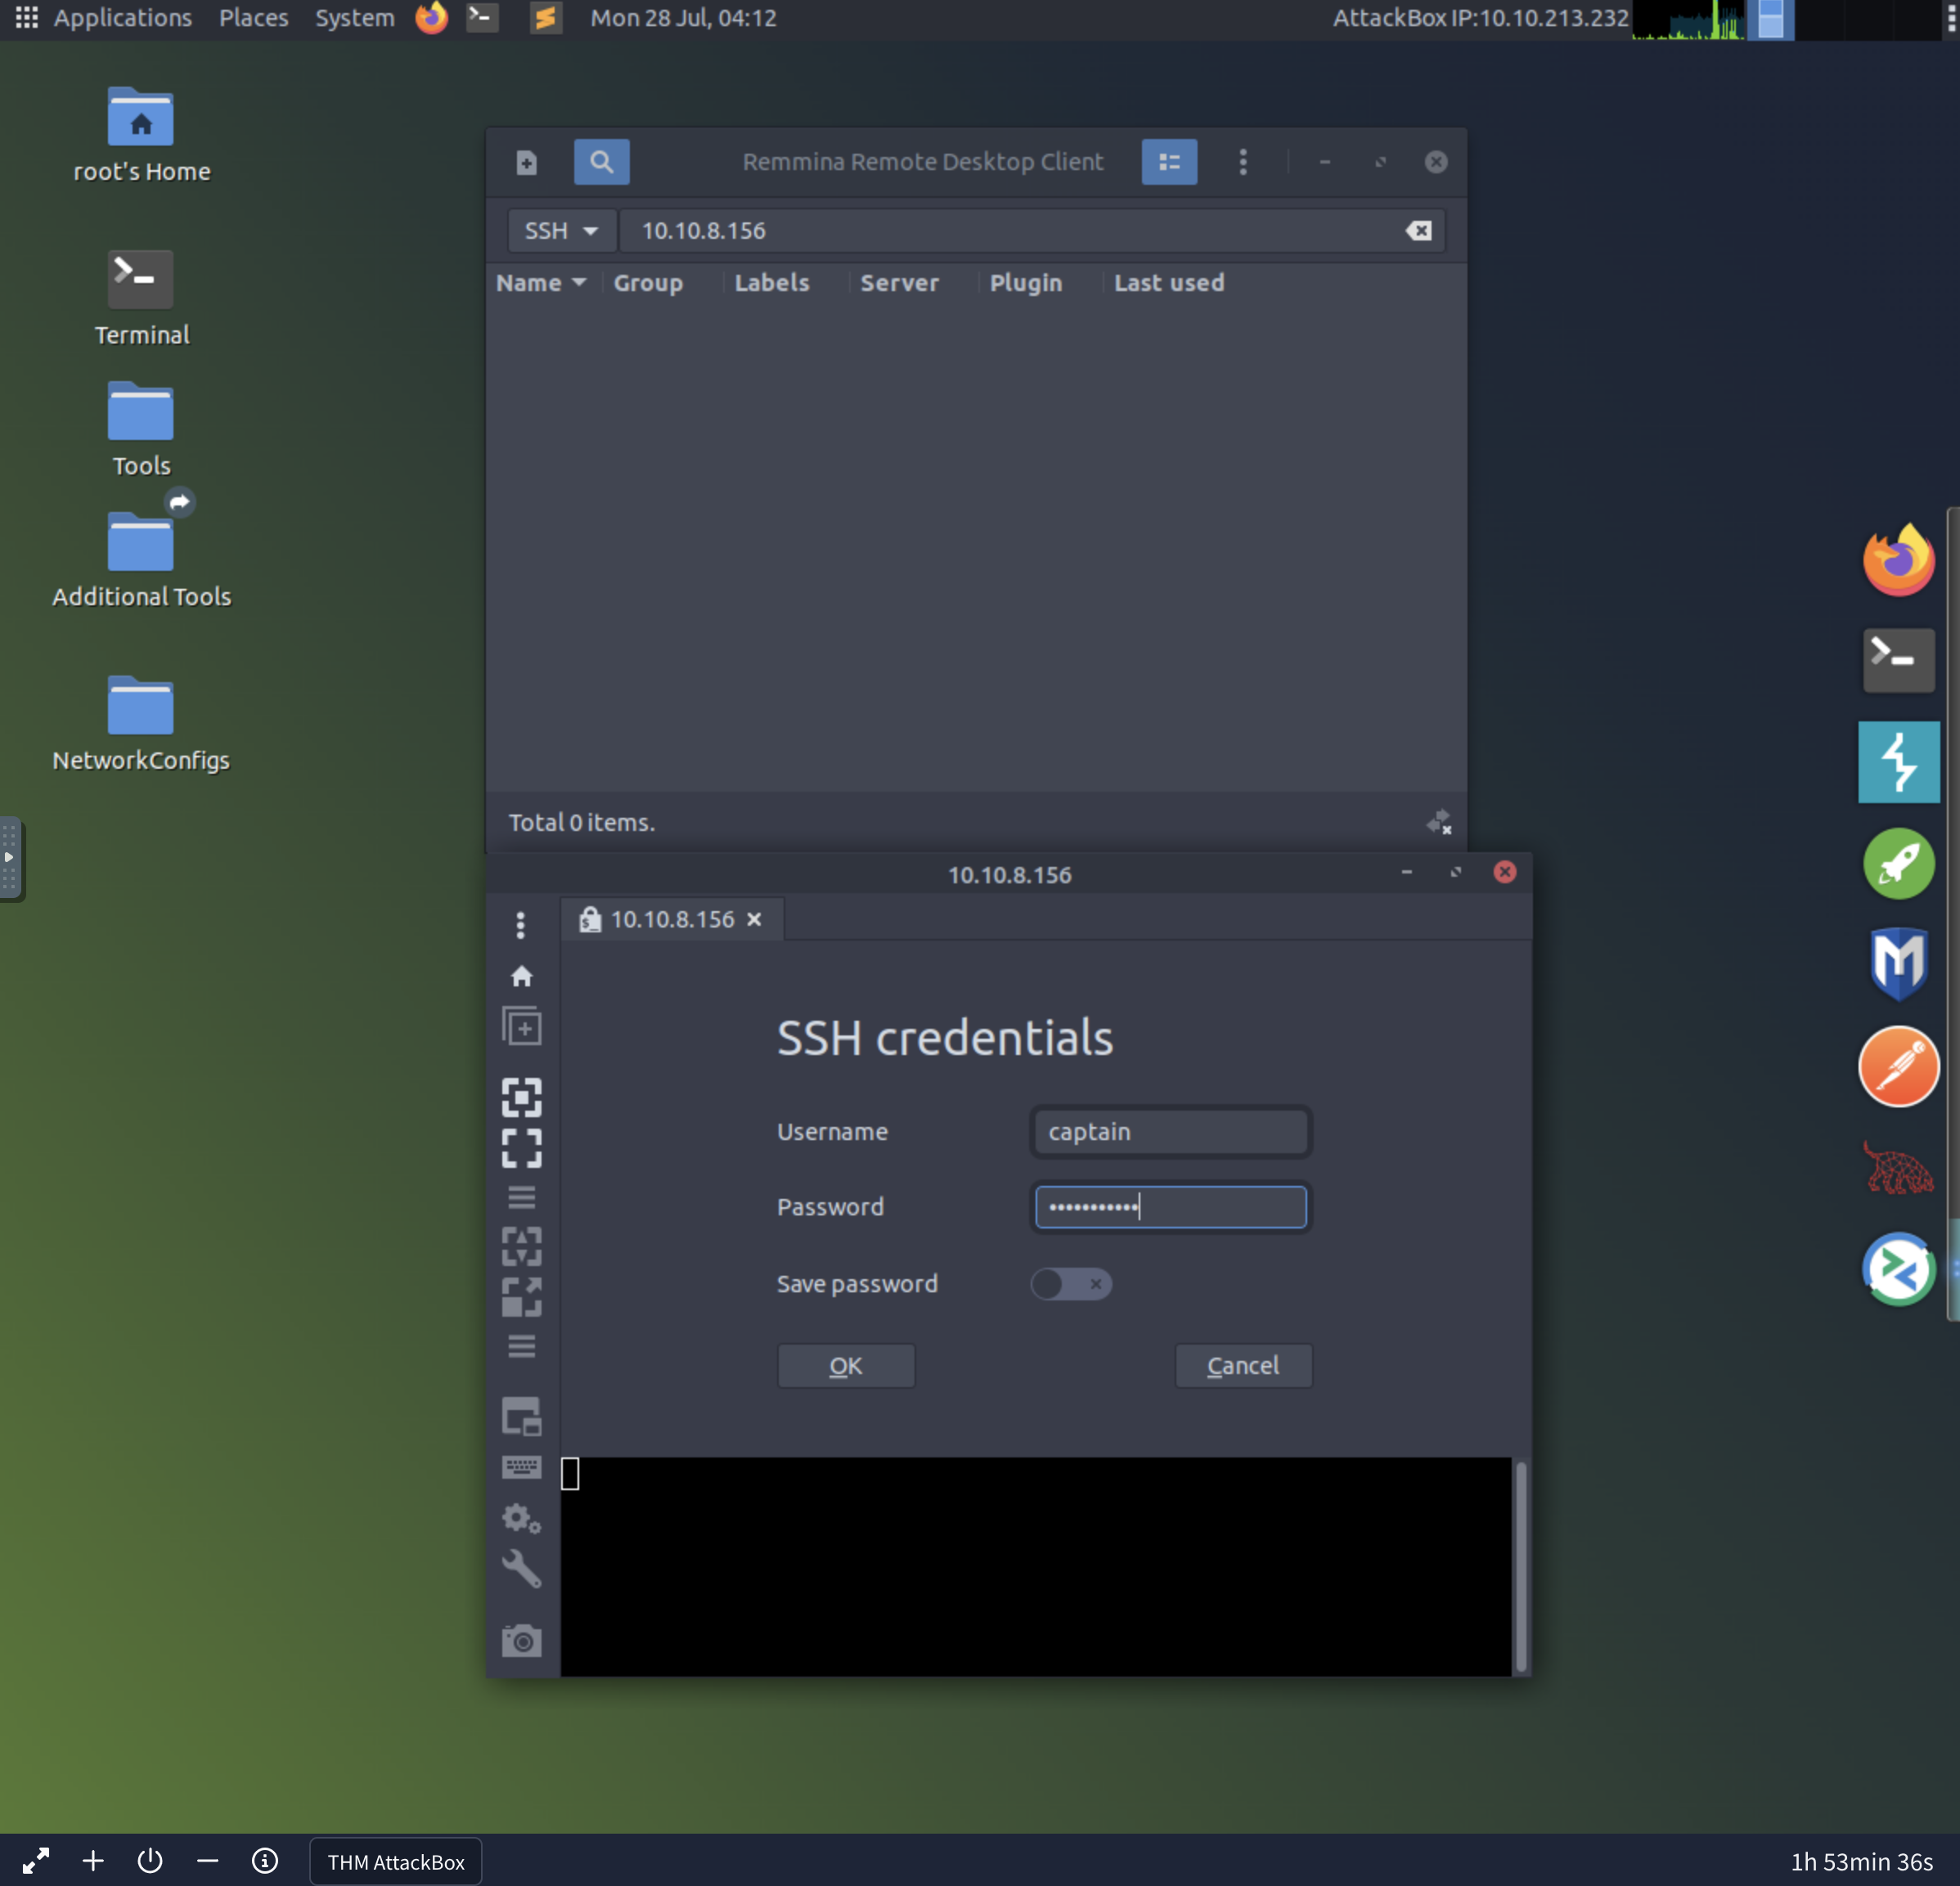 Applications Places System Mon 28 Jul, 04:12 AttackBox IP:10.10.213.232
root's Home
Terminal
Tools
Additional Tools
NetworkConfigs
Remmina Remote Desktop Client
SSH 10.10.8.156
Name Group Labels Server Plugin Last used
Total 0 items.
10.10.8.156
10.10.8.156
SSH credentials
Username captain
Password •••••••••••
Save password
OK Cancel
THM AttackBox 1h 53min 36s